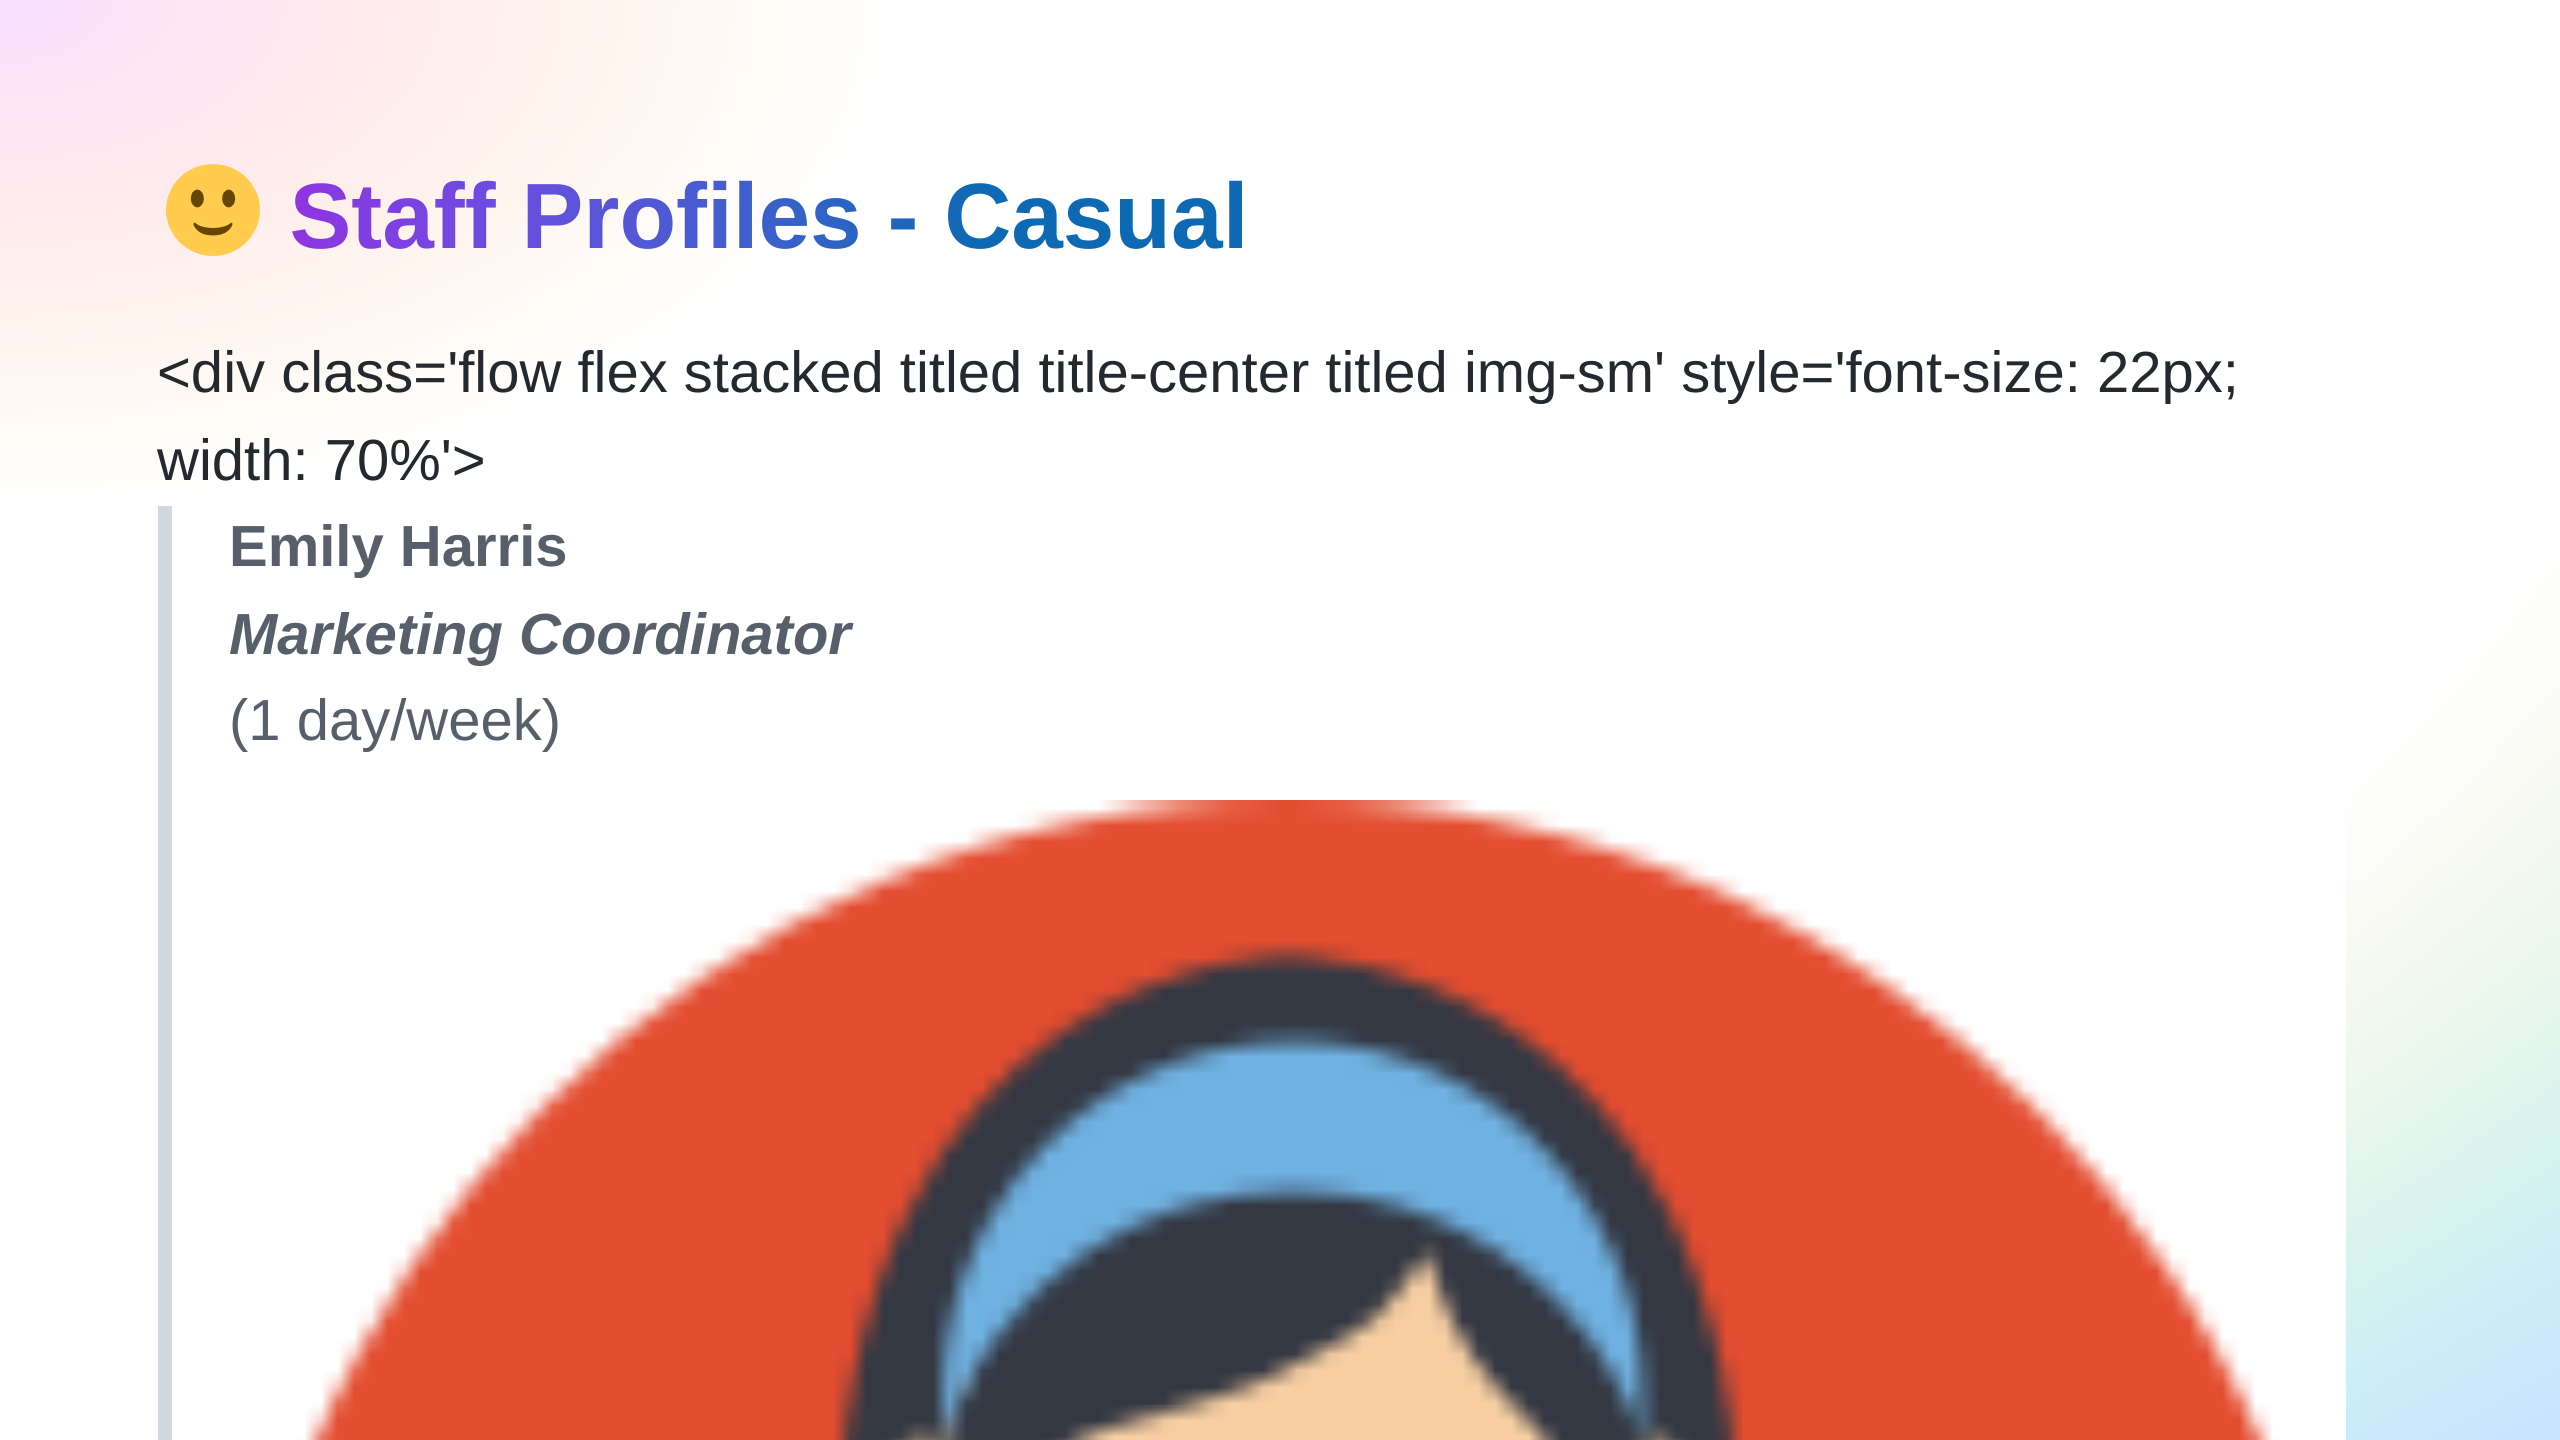 Staff Profiles - Casual
<div class='flow flex stacked titled title-center titled img-sm' style='font-size: 22px;
width: 70%'>
Emily Harris
Marketing Coordinator
(1 day/week)